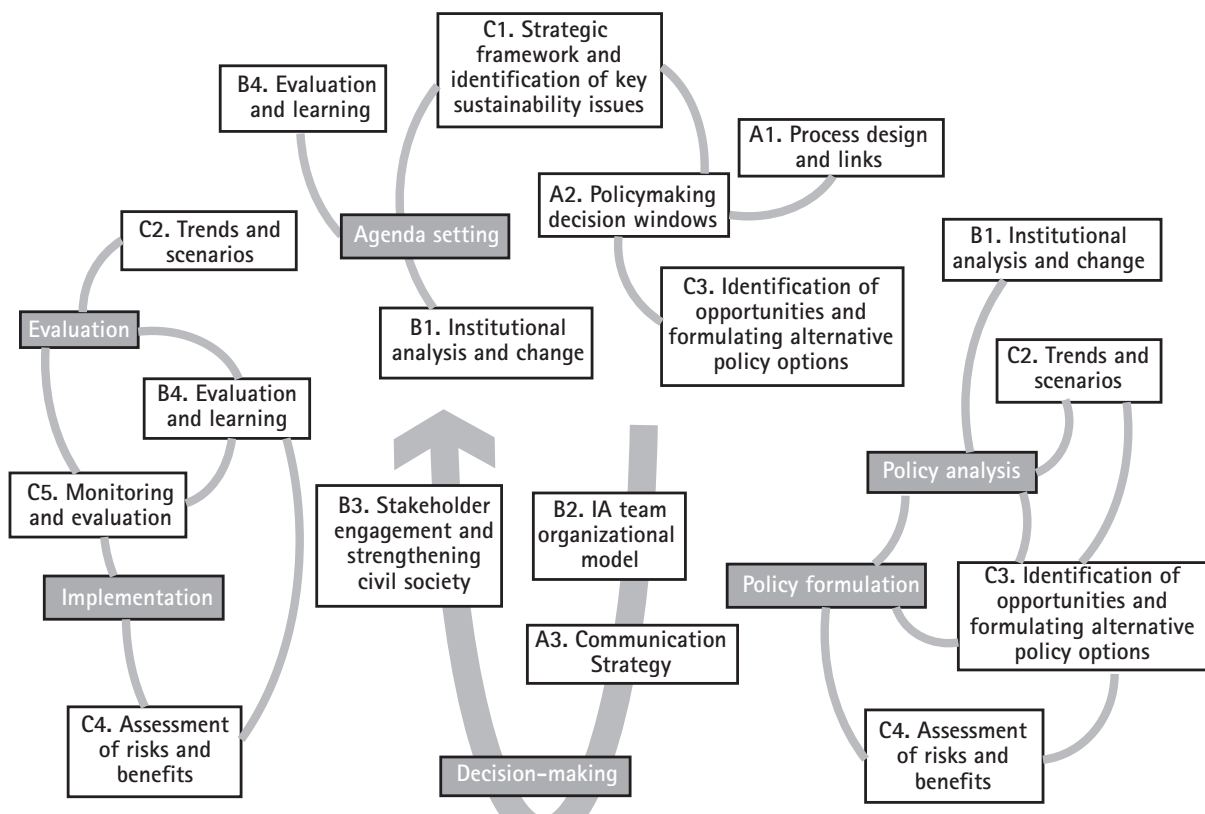 C1. Strategic
framework and
identification of key
sustainability issues
B4. Evaluation
and learning
A1. Process design
and links
A2. Policymaking
decision windows
C2. Trends and
scenarios
Agenda setting
B1. Institutional
analysis and change
C3. Identification of
opportunities and
formulating alternative
policy options
Evaluation
B1. Institutional
analysis and change
C2. Trends and
scenarios
B4. Evaluation
and learning
Policy analysis
C5. Monitoring
and evaluation
B3. Stakeholder
engagement and
strengthening
civil society
B2. IA team
organizational
model
Implementation
Policy formulation
C3. Identification of
opportunities and
formulating alternative
policy options
A3. Communication
Strategy
C4. Assessment
of risks and
benefits
C4. Assessment
of risks and
benefits
Decision-making